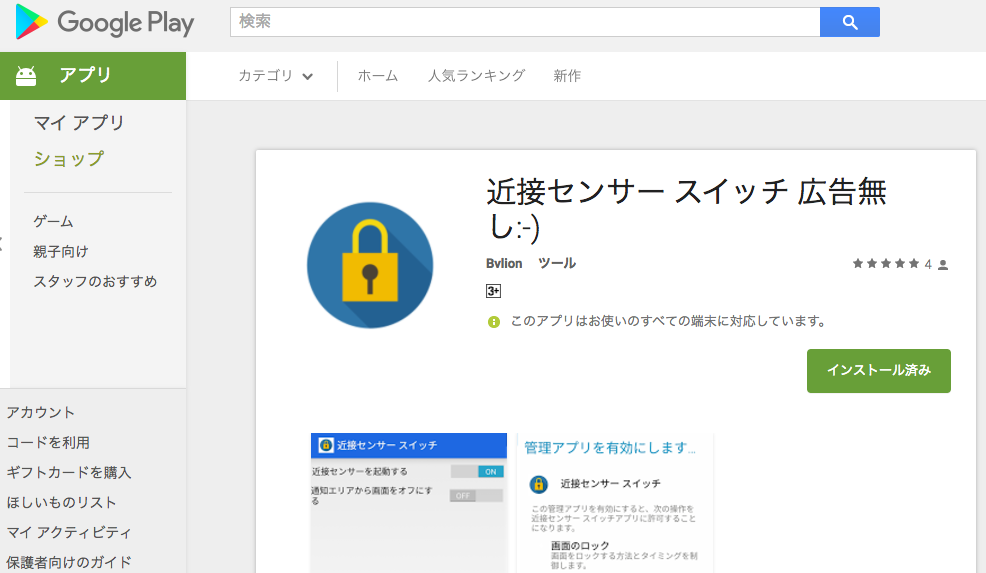 Google Play
検索
アプリ
カテゴリ
ホーム
人気ランキング
新作
マイ アプリ
ショップ
ゲーム
親子向け
スタッフのおすすめ
アカウント
コードを利用
ギフトカードを購入
ほしいものリスト
マイ アクティビティ
保護者向けのガイド
近接センサー スイッチ 広告無
し:-)
Bvlion ツール
4
3+
このアプリはお使いのすべての端末に対応しています。
インストール済み
近接センサー スイッチ
近接センサーを起動する
ON
通知エリアから画面をオフにす
る
OFF
管理アプリを有効にします...
近接センサー スイッチ
この管理アプリを有効にすると、次の操作を
近接センサー スイッチアプリに許可すること
になります。
画面のロック
画面をロックする方法とタイミングを制
御します。